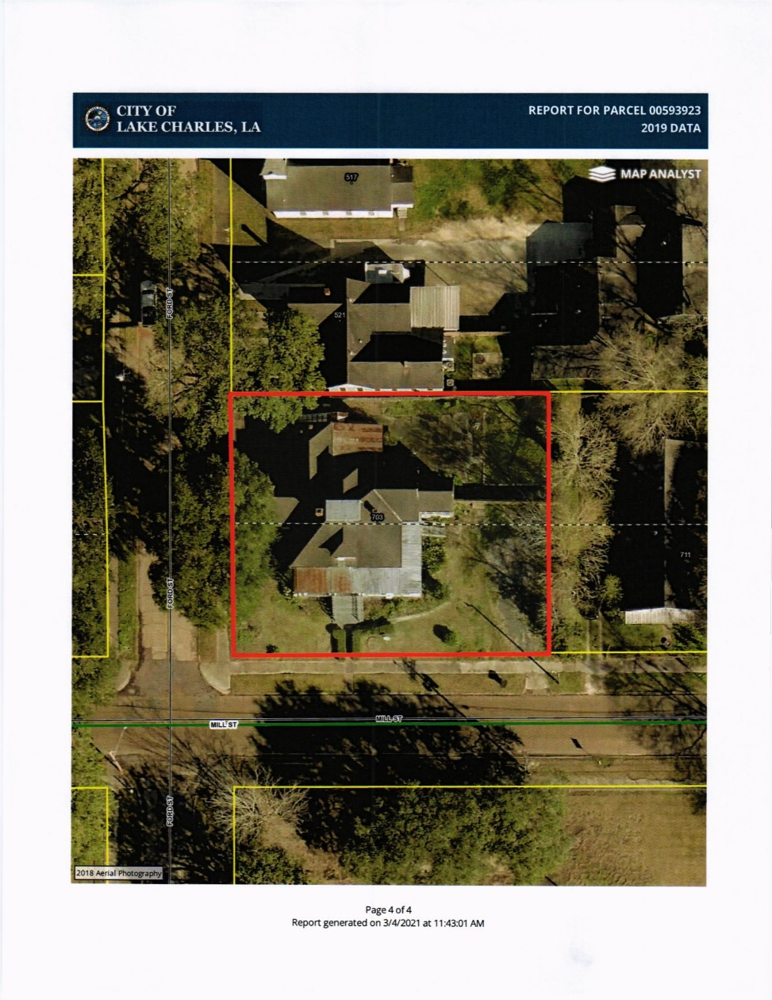 CITY OF
LAKE CHARLES, LA
REPORT FOR PARCEL 00593923
2019 DATA
MAP ANALYST
517
FORD ST
521
703
711
FORD ST
MILL ST
MILL ST
FORD ST
2018 Aerial Photography
Page 4 of 4
Report generated on 3/4/2021 at 11:43:01 AM